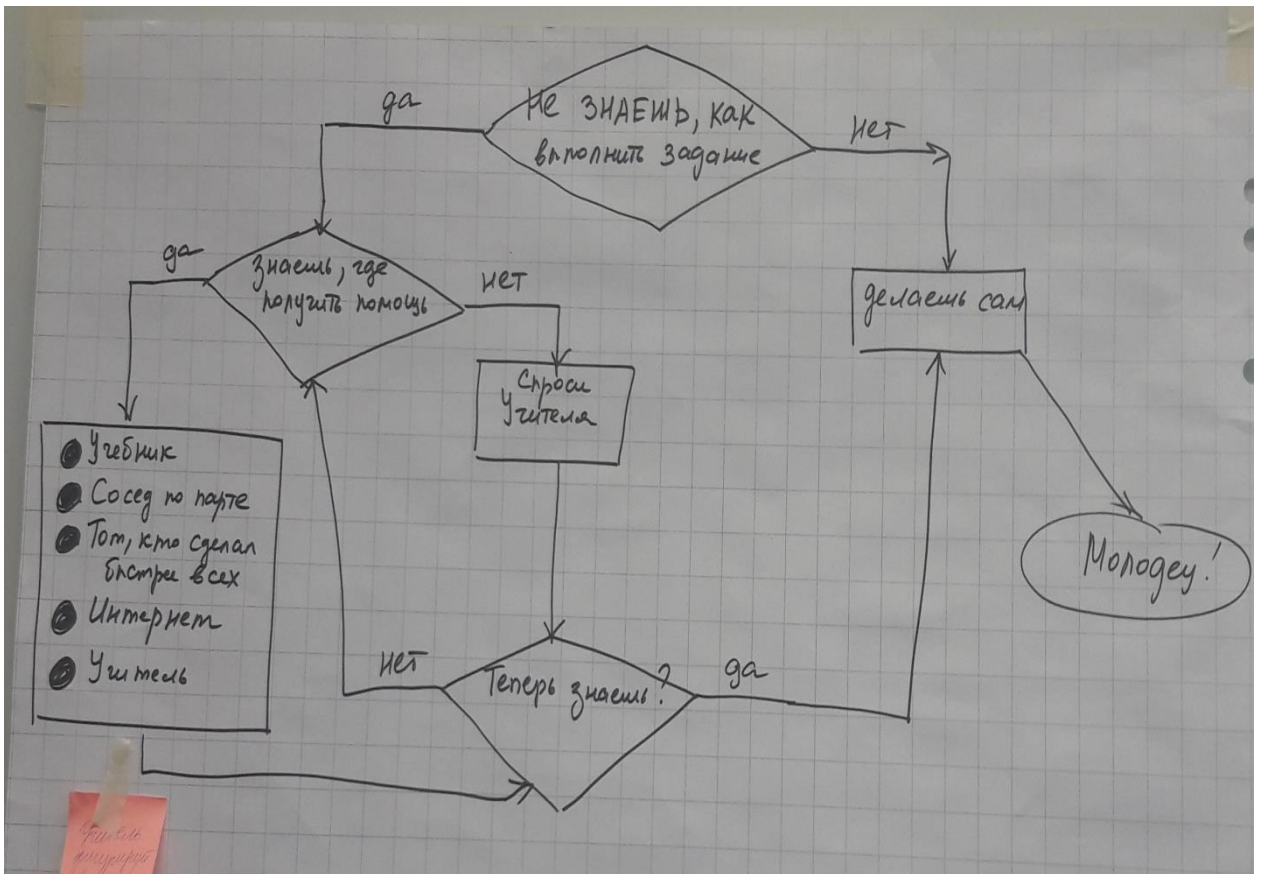 да
Не ЗНАЕШЬ, как
выполнить задание
нет
да
Знаешь, где
получить помощь
нет
делаешь сам
Спроси
Учителя
Учебник
Сосед по парте
Тот, кто сделал
быстрее всех
Интернет
Учитель
Молодец!
нет
Теперь знаешь?
да